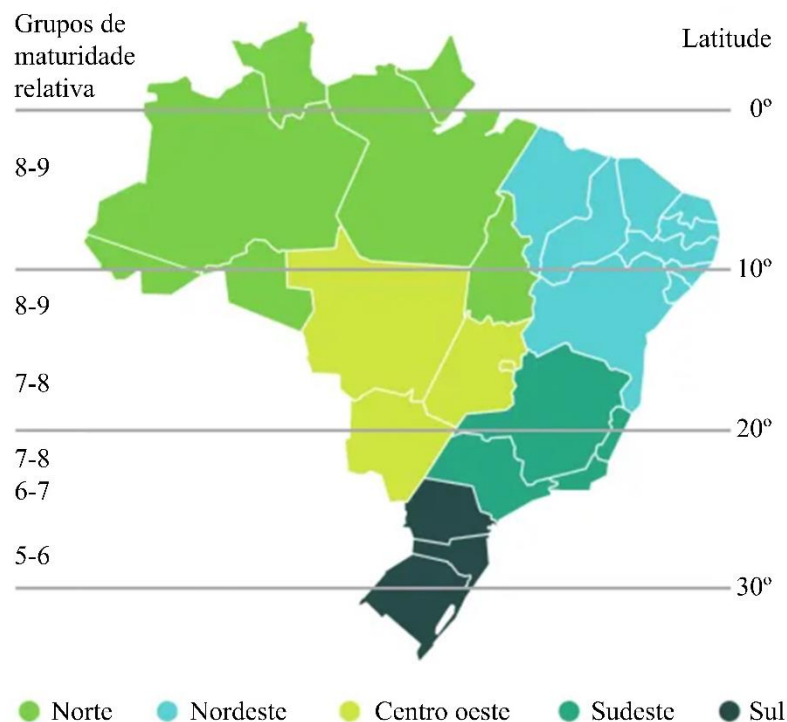 Grupos de
maturidade
relativa
Latitude
0º
8-9
10º
8-9
7-8
20º
7-8
6-7
5-6
30º
Norte
Nordeste
Centro oeste
Sudeste
Sul